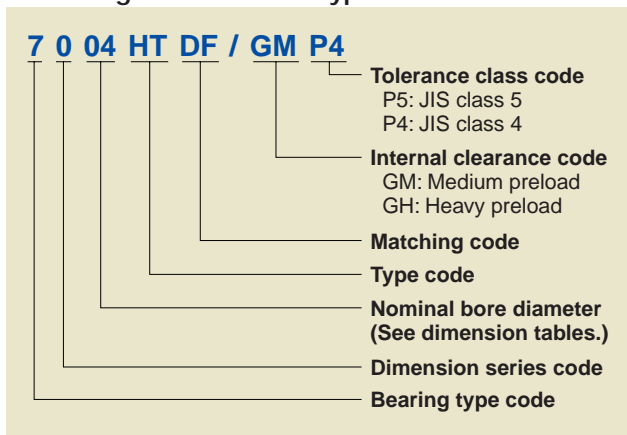 7 0 04 HT DF / GM P4
Tolerance class code
P5: JIS class 5
P4: JIS class 4
Internal clearance code
GM: Medium preload
GH: Heavy preload
Matching code
Type code
Nominal bore diameter
(See dimension tables.)
Dimension series code
Bearing type code